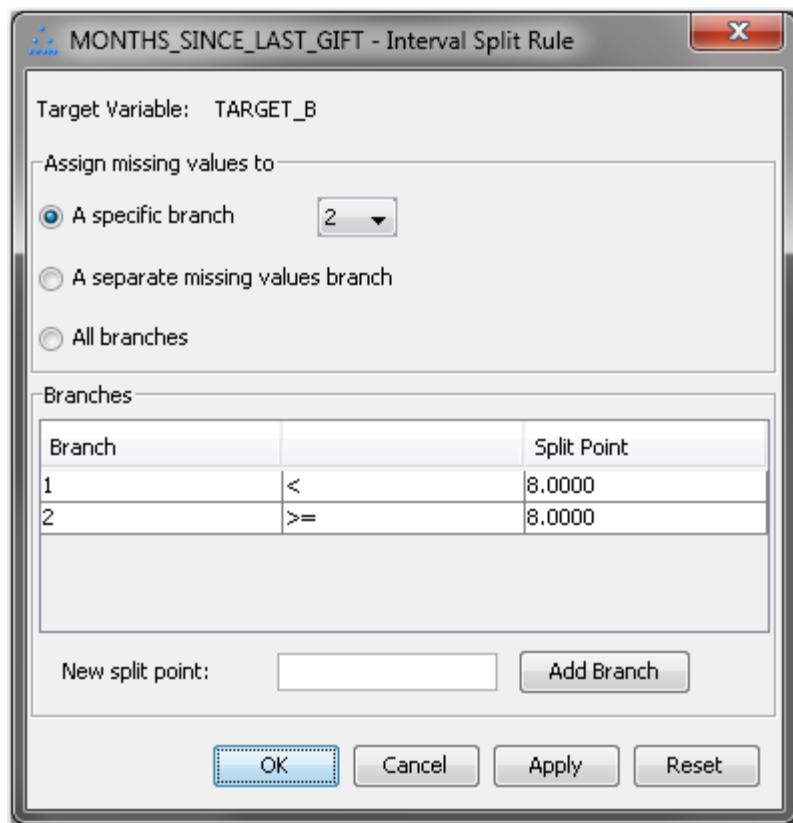 MONTHS_SINCE_LAST_GIFT - Interval Split Rule
Target Variable: TARGET_B
Assign missing values to
A specific branch 2
A separate missing values branch
All branches
Branches
Branch Split Point
1 < 8.0000
2 >= 8.0000
New split point: Add Branch
OK Cancel Apply Reset